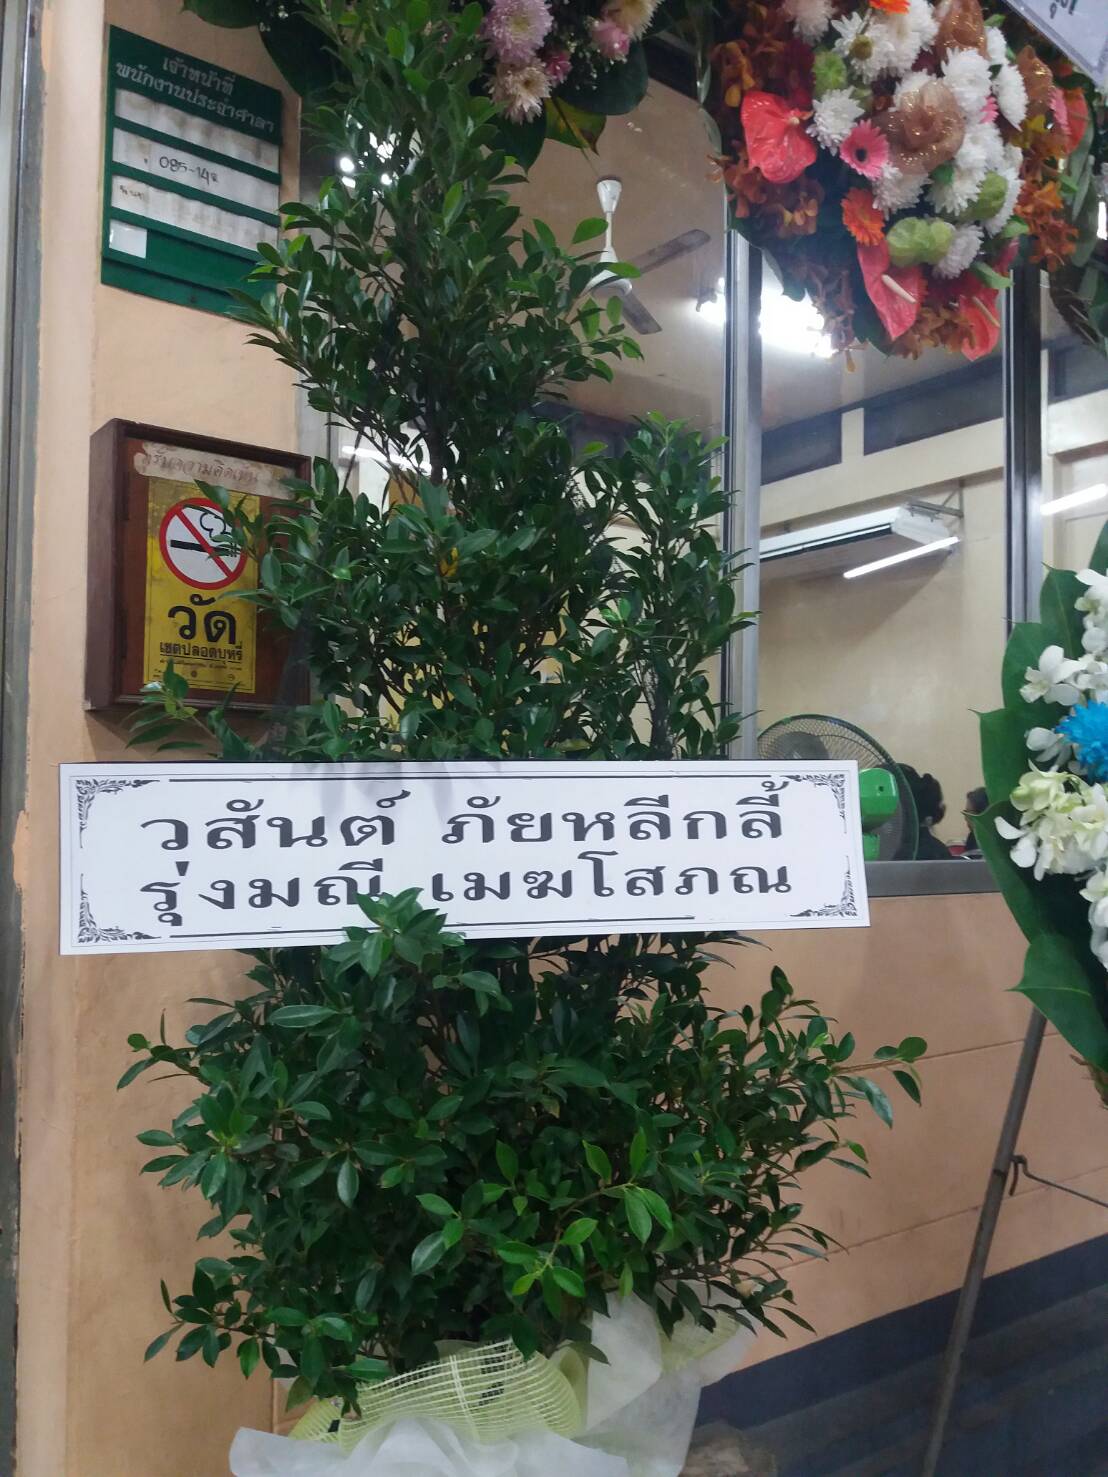 เจ้าหน้าที่
พนักงานประจำศาลา
วัด
เขตปลอดบุหรี่
วสันต์ ภัยหลีกลี้
รุ่งมณี เมฆโสภณ